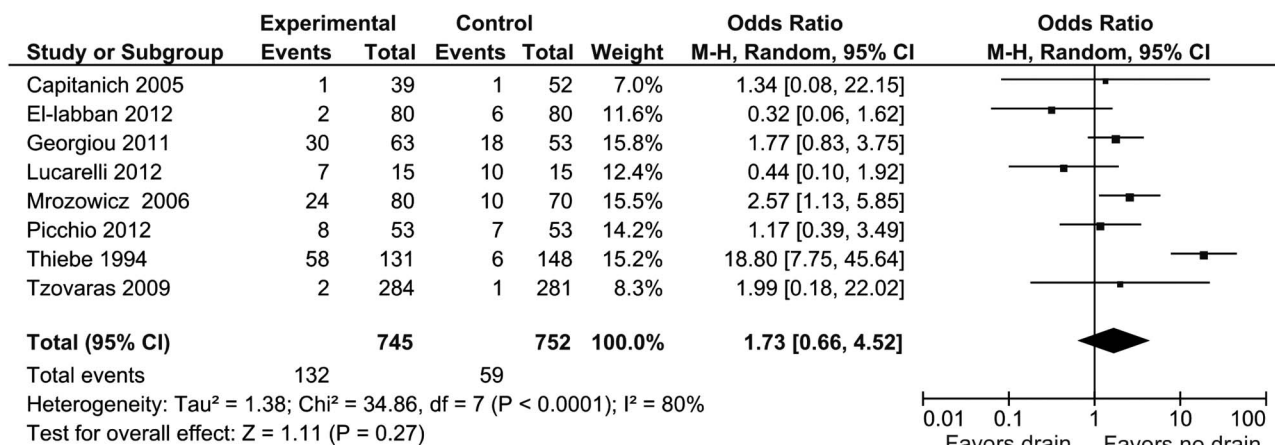 Experimental Control Odds Ratio Odds Ratio
Study or Subgroup Events Total Events Total Weight M-H, Random, 95% CI M-H, Random, 95% CI
Capitanich 2005 1 39 1 52 7.0% 1.34 [0.08, 22.15]
El-labban 2012 2 80 6 80 11.6% 0.32 [0.06, 1.62]
Georgiou 2011 30 63 18 53 15.8% 1.77 [0.83, 3.75]
Lucarelli 2012 7 15 10 15 12.4% 0.44 [0.10, 1.92]
Mrozowicz 2006 24 80 10 70 15.5% 2.57 [1.13, 5.85]
Picchio 2012 8 53 7 53 14.2% 1.17 [0.39, 3.49]
Thiebe 1994 58 131 6 148 15.2% 18.80 [7.75, 45.64]
Tzovaras 2009 2 284 1 281 8.3% 1.99 [0.18, 22.02]
Total (95% CI) 745 752 100.0% 1.73 [0.66, 4.52]
Total events 132 59
Heterogeneity: Tau² = 1.38; Chi² = 34.86, df = 7 (P < 0.0001); I² = 80%
Test for overall effect: Z = 1.11 (P = 0.27)
0.01 0.1 1 10 100
Favors drain Favors no drain